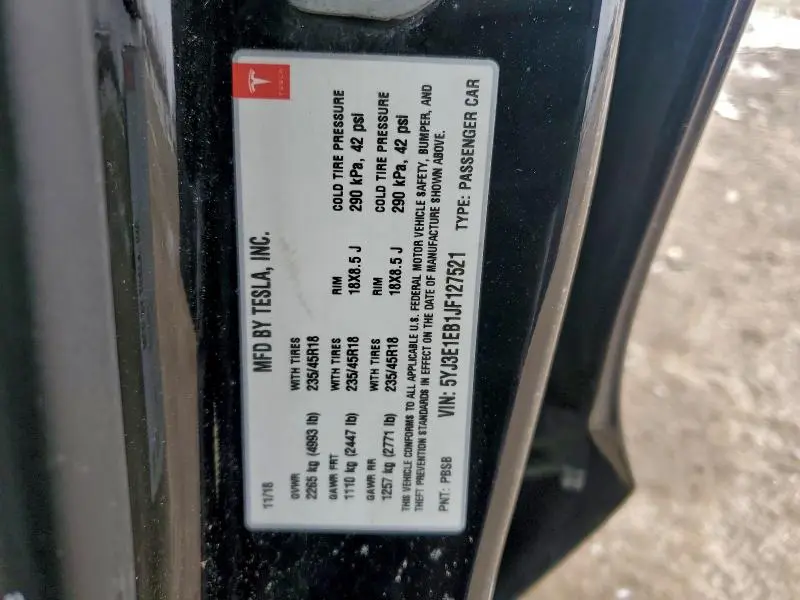 TESLA
MFD BY TESLA, INC.
11/18
GVWR WITH TIRES RIM COLD TIRE PRESSURE
2265 kg (4993 lb) 235/45R18 18X8.5 J 290 kPa, 42 psi
GAWR FRT WITH TIRES RIM COLD TIRE PRESSURE
1110 kg (2447 lb) 235/45R18 18X8.5 J 290 kPa, 42 psi
GAWR RR WITH TIRES
1257 kg (2771 lb) 235/45R18
THIS VEHICLE CONFORMS TO ALL APPLICABLE U.S. FEDERAL MOTOR VEHICLE SAFETY, BUMPER, AND
THEFT PREVENTION STANDARDS IN EFFECT ON THE DATE OF MANUFACTURE SHOWN ABOVE.
VIN: 5YJ3E1EB1JF127521 TYPE: PASSENGER CAR
PNT: PBSB